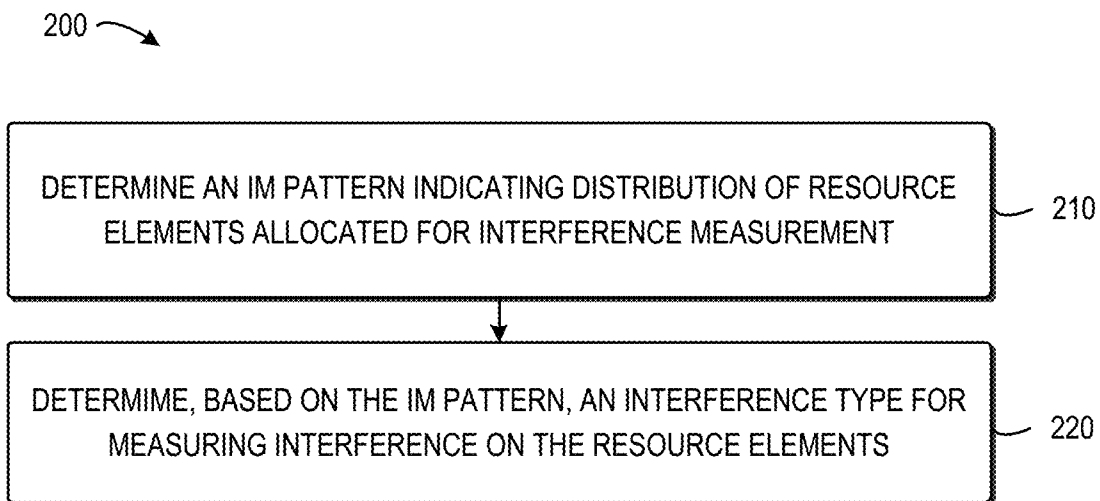 200
DETERMINE AN IM PATTERN INDICATING DISTRIBUTION OF RESOURCE
ELEMENTS ALLOCATED FOR INTERFERENCE MEASUREMENT
210
DETERMIME, BASED ON THE IM PATTERN, AN INTERFERENCE TYPE FOR
MEASURING INTERFERENCE ON THE RESOURCE ELEMENTS
220